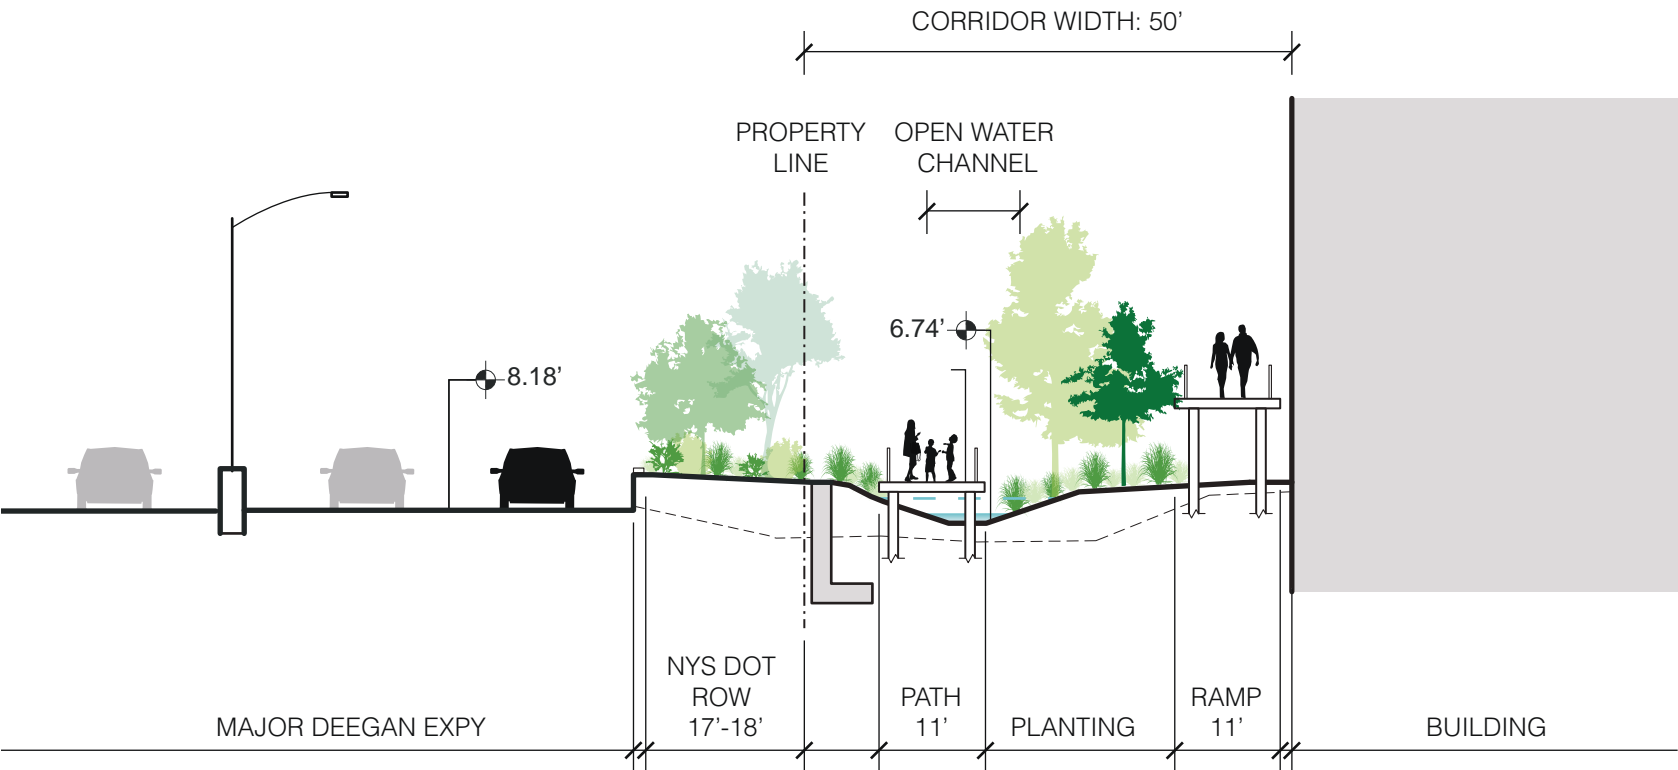 CORRIDOR WIDTH: 50’
PROPERTY
LINE
OPEN WATER
CHANNEL
6.74’
8.18’
MAJOR DEEGAN EXPY
NYS DOT
ROW
17’-18’
PATH
11’
PLANTING
RAMP
11’
BUILDING